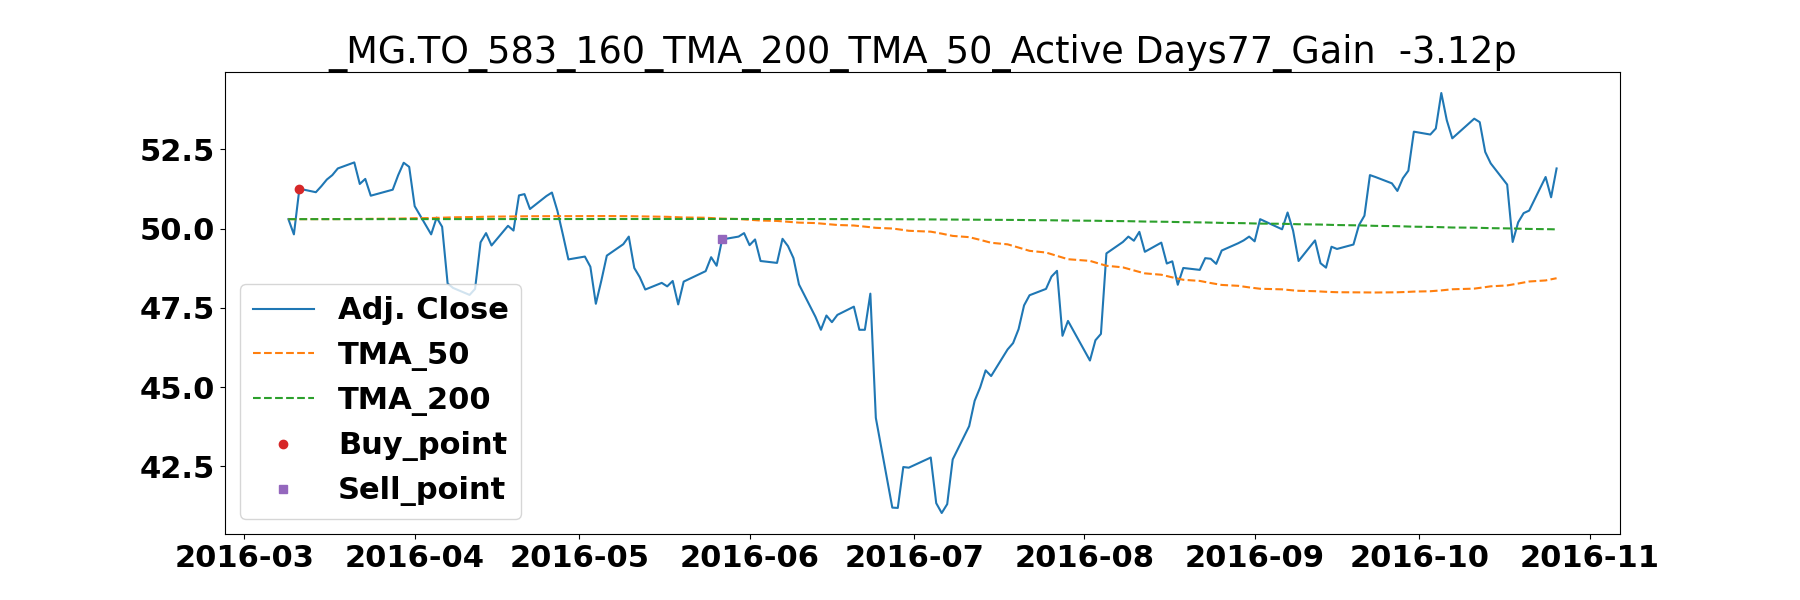 _MG.TO_583_160_TMA_200_TMA_50_Active Days77_Gain  -3.12p
52.5
50.0
47.5
45.0
42.5
Adj. Close
TMA_50
TMA_200
Buy_point
Sell_point
2016-03 2016-04 2016-05 2016-06 2016-07 2016-08 2016-09 2016-10 2016-11